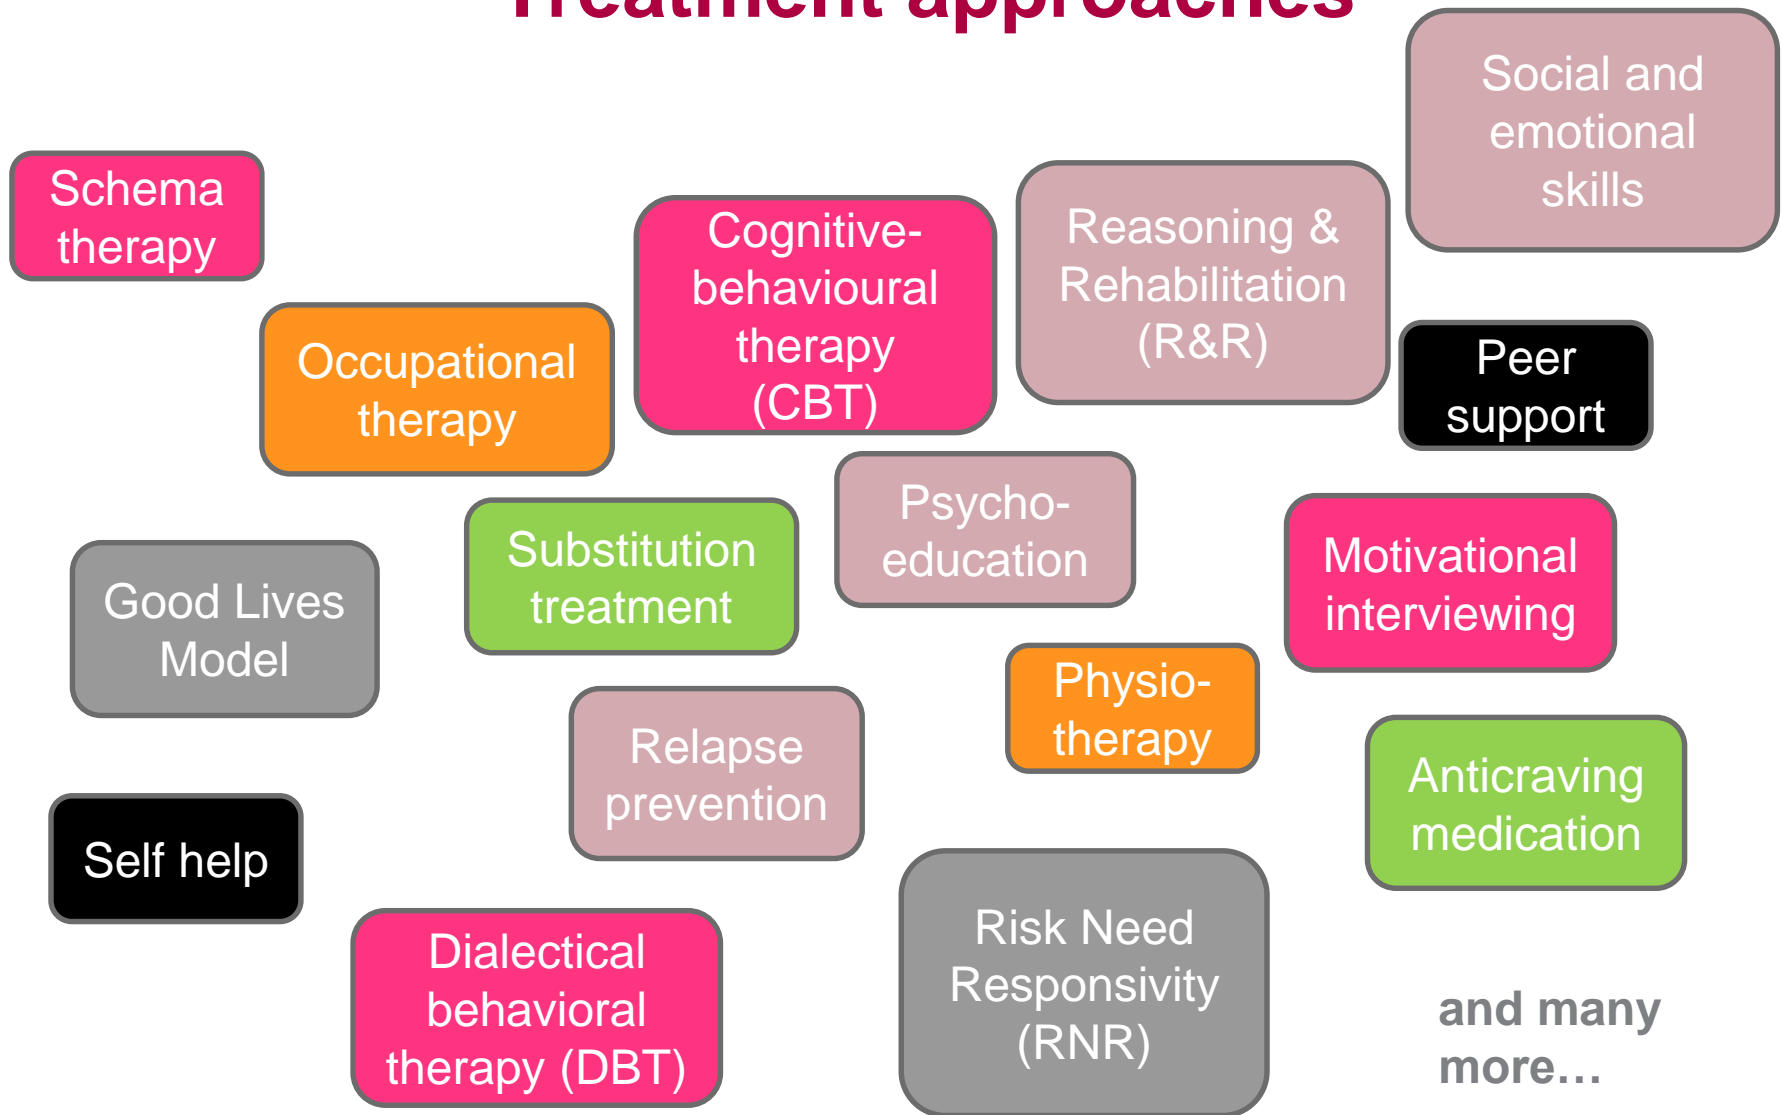 Treatment approaches
Social and
emotional
skills
Schema
therapy
Cognitive-
behavioural
therapy
(CBT)
Reasoning &
Rehabilitation
(R&R)
Occupational
therapy
Peer
support
Psycho-
education
Substitution
treatment
Motivational
interviewing
Good Lives
Model
Physio-
therapy
Relapse
prevention
Anticraving
medication
Self help
Dialectical
behavioral
therapy (DBT)
Risk Need
Responsivity
(RNR)
and many
more…